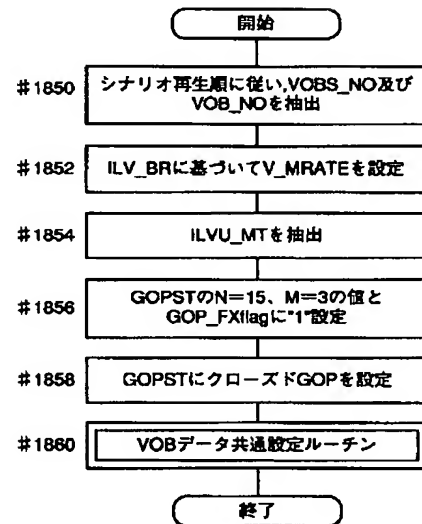 開始
#1850
シナリオ再生順に従い,VOBS_NO及び
VOB_NOを抽出
#1852
ILV_BRに基づいてV_MRATEを設定
#1854
ILVU_MTを抽出
#1856
GOPSTのN=15、M=3の値と
GOP_FXflagに"1"設定
#1858
GOPSTにクローズドGOPを設定
#1860
VOBデータ共通設定ルーチン
終了